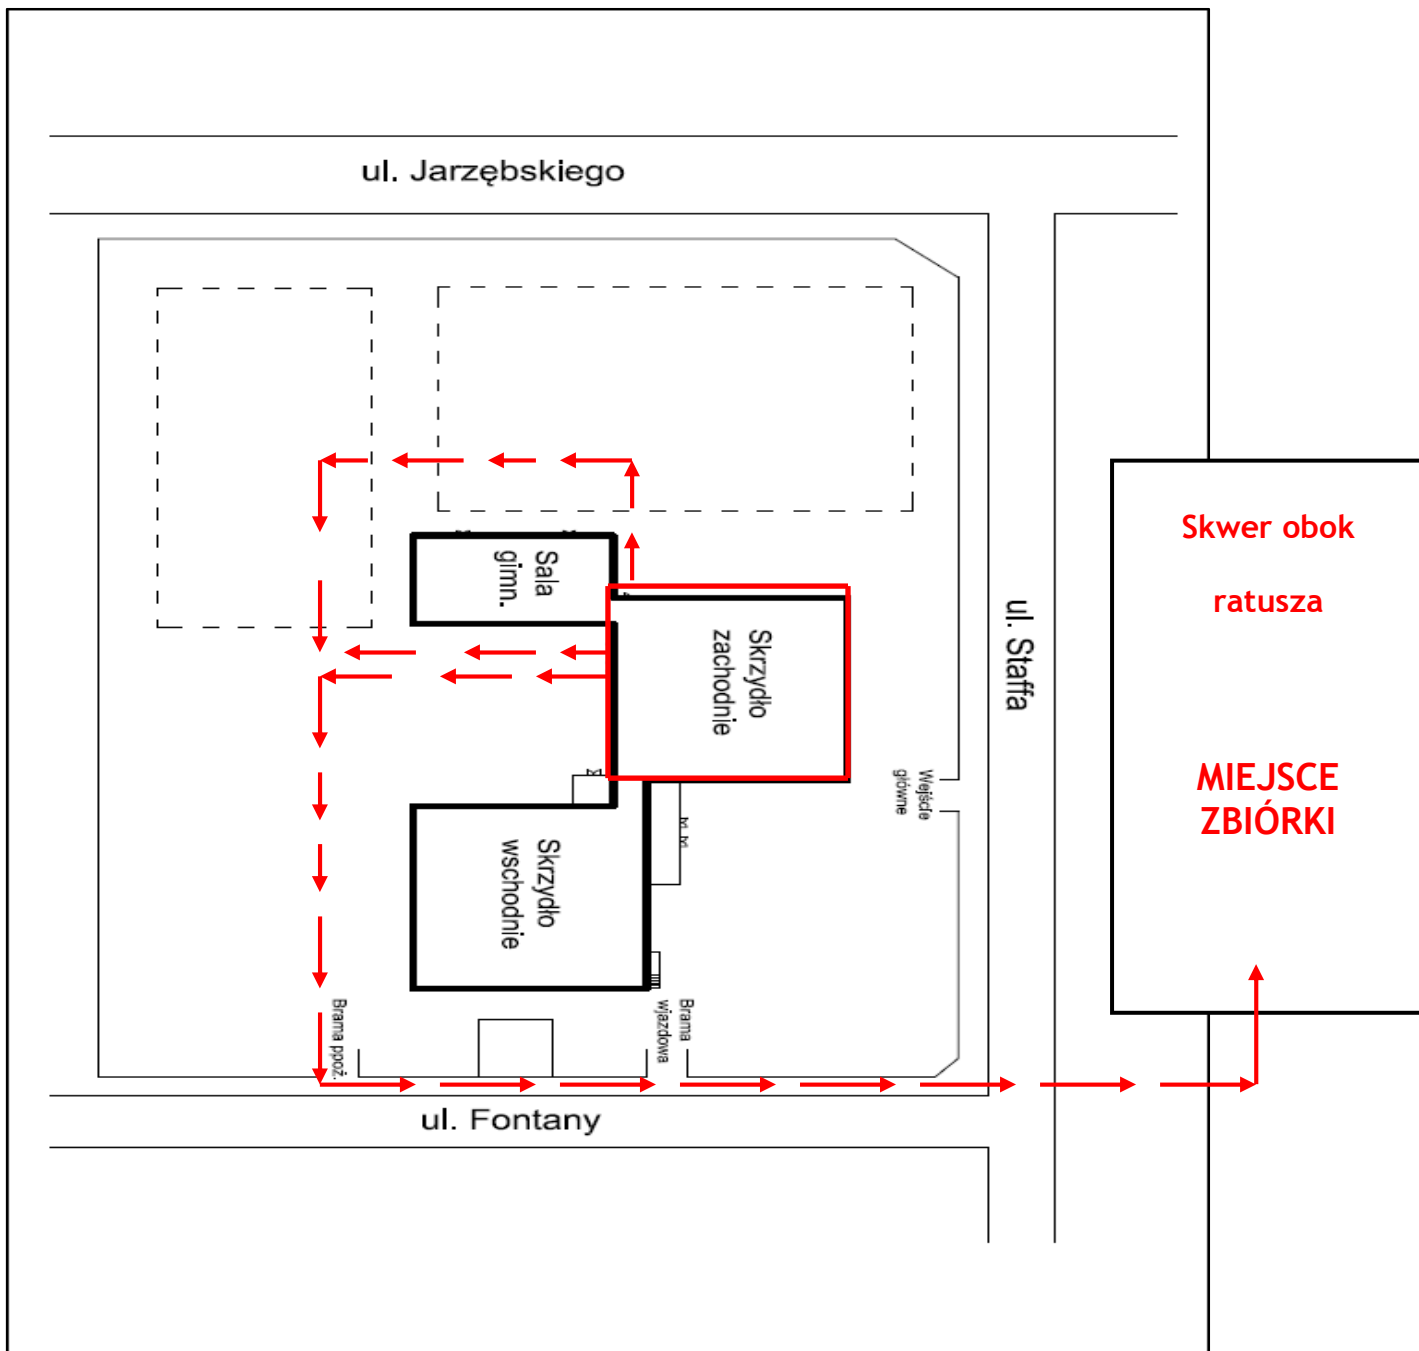 ul. Jarzębskiego
Skwer obok
ratusza
Sala
gimn.
Skrzydło
zachodnie
ul. Staffa
Wejście
główne
MIEJSCE
ZBIÓRKI
Skrzydło
wschodnie
Brama ppoż.
Brama
wjazdowa
ul. Fontany